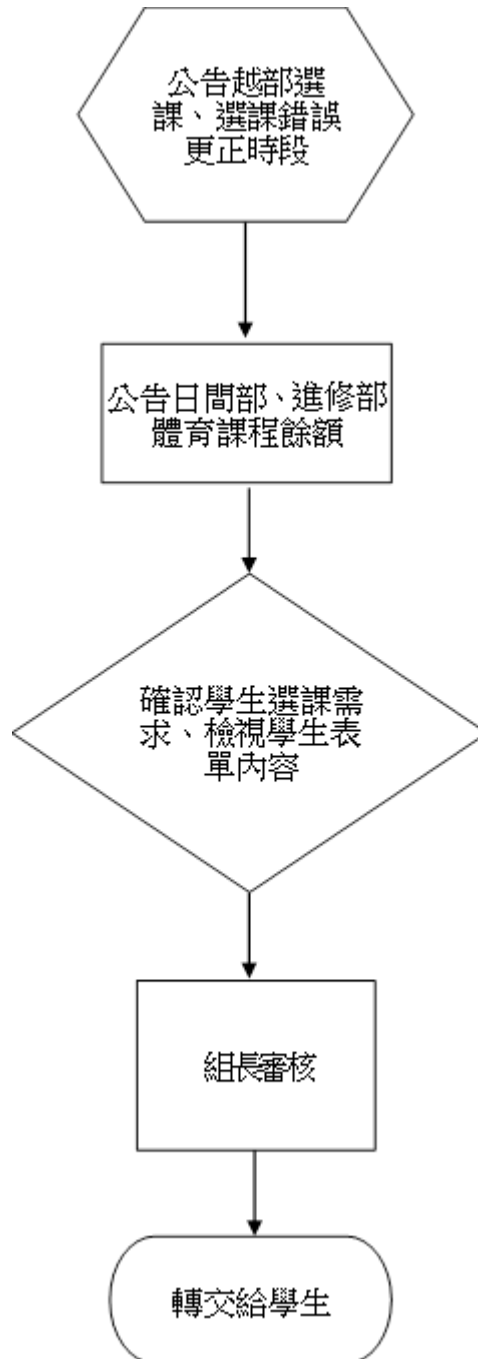 公告越部選
課、選課錯誤
更正時段
公告日間部、進修部
體育課程餘額
確認學生選課需
求、檢視學生表
單內容
組長審核
轉交給學生